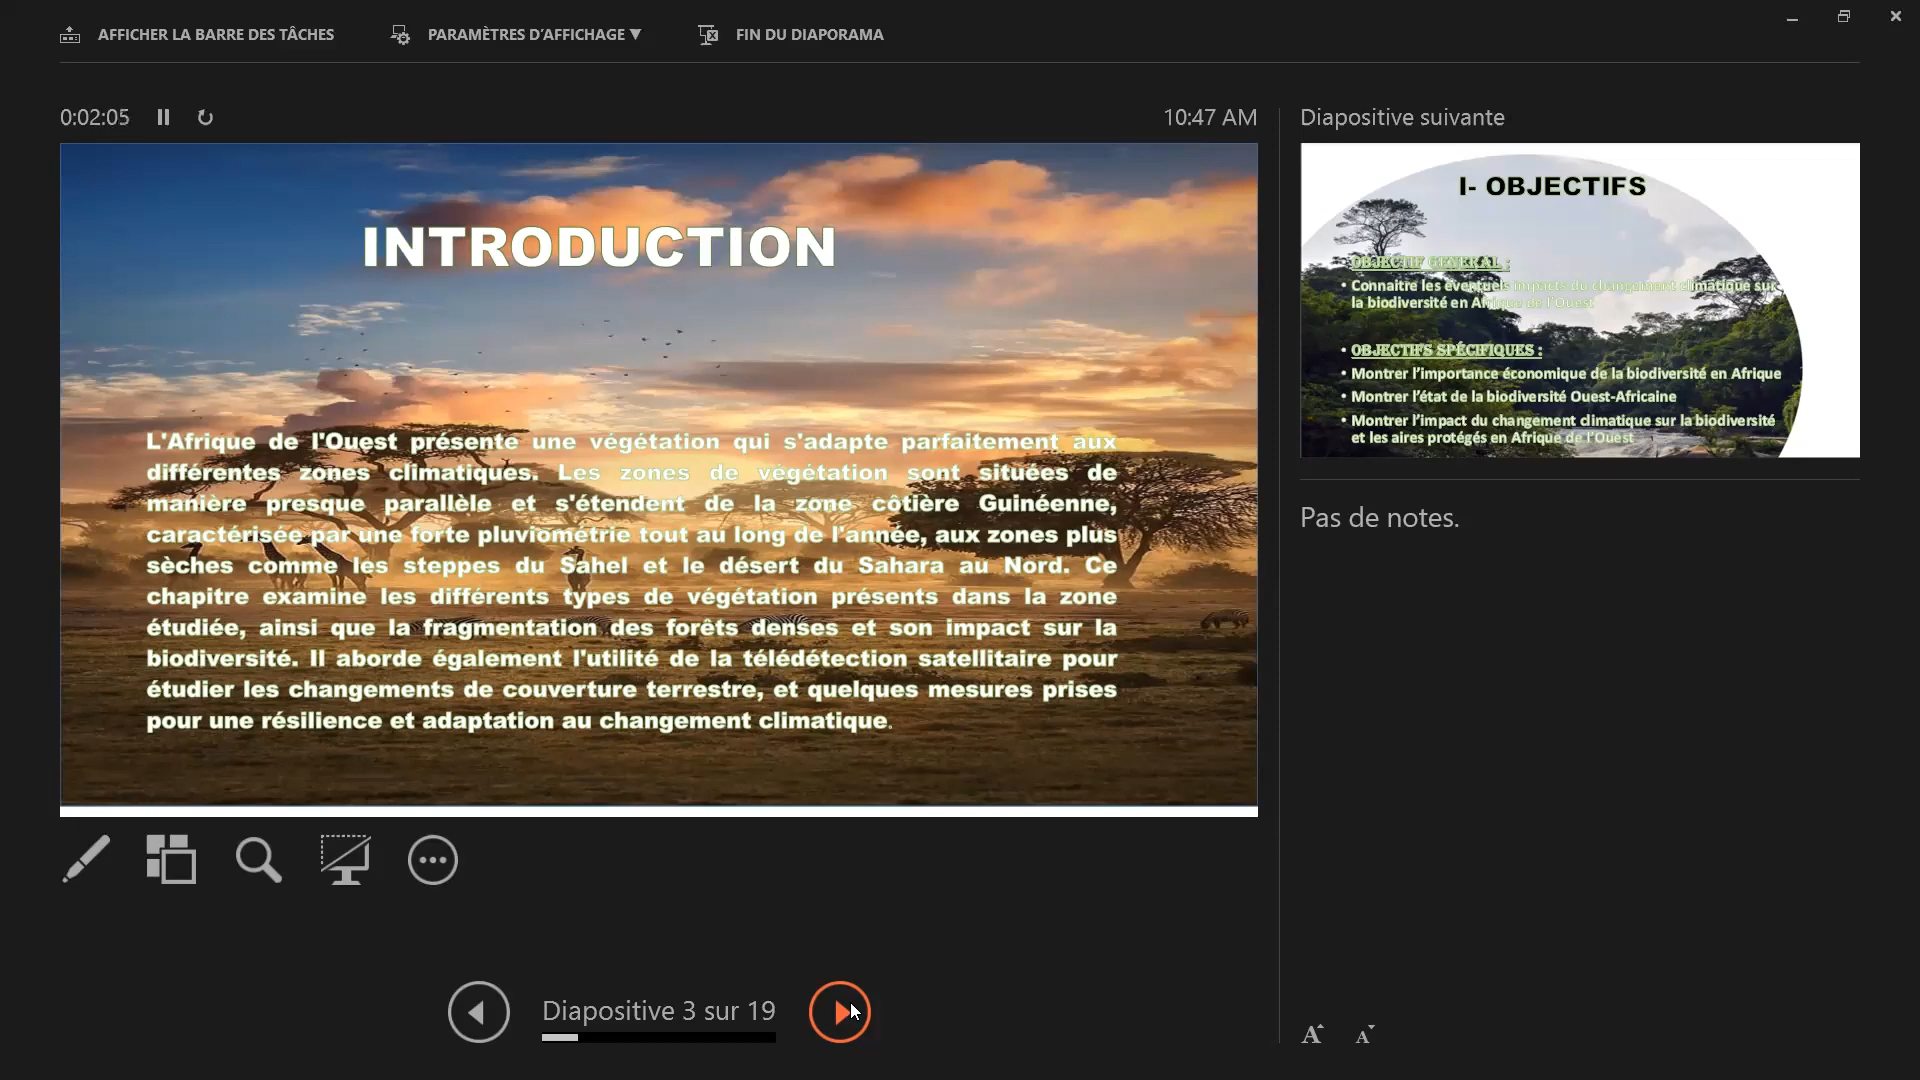 AFFICHER LA BARRE DES TÂCHES
PARAMÈTRES D'AFFICHAGE ▼
FIN DU DIAPORAMA
0:02:05
10:47 AM
INTRODUCTION
L'Afrique de l'Ouest présente une végétation qui s'adapte parfaitement aux
différentes zones climatiques. Les zones de végétation sont situées de
manière presque parallèle et s'étendent de la zone côtière Guinéenne,
caractérisée par une forte pluviométrie tout au long de l'année, aux zones plus
sèches comme les steppes du Sahel et le désert du Sahara au Nord. Ce
chapitre examine les différents types de végétation présents dans la zone
étudiée, ainsi que la fragmentation des forêts denses et son impact sur la
biodiversité. Il aborde également l'utilité de la télédétection satellitaire pour
étudier les changements de couverture terrestre, et quelques mesures prises
pour une résilience et adaptation au changement climatique.
Diapositive 3 sur 19
Diapositive suivante
I- OBJECTIFS
OBJECTIF GENERAL :
• Connaitre les éventuels impacts du changement climatique sur
la biodiversité en Afrique de l'Ouest
• OBJECTIFS SPÉCIFIQUES :
• Montrer l'importance économique de la biodiversité en Afrique
• Montrer l'état de la biodiversité Ouest-Africaine
• Montrer l'impact du changement climatique sur la biodiversité
et les aires protégés en Afrique de l'Ouest
Pas de notes.
A A